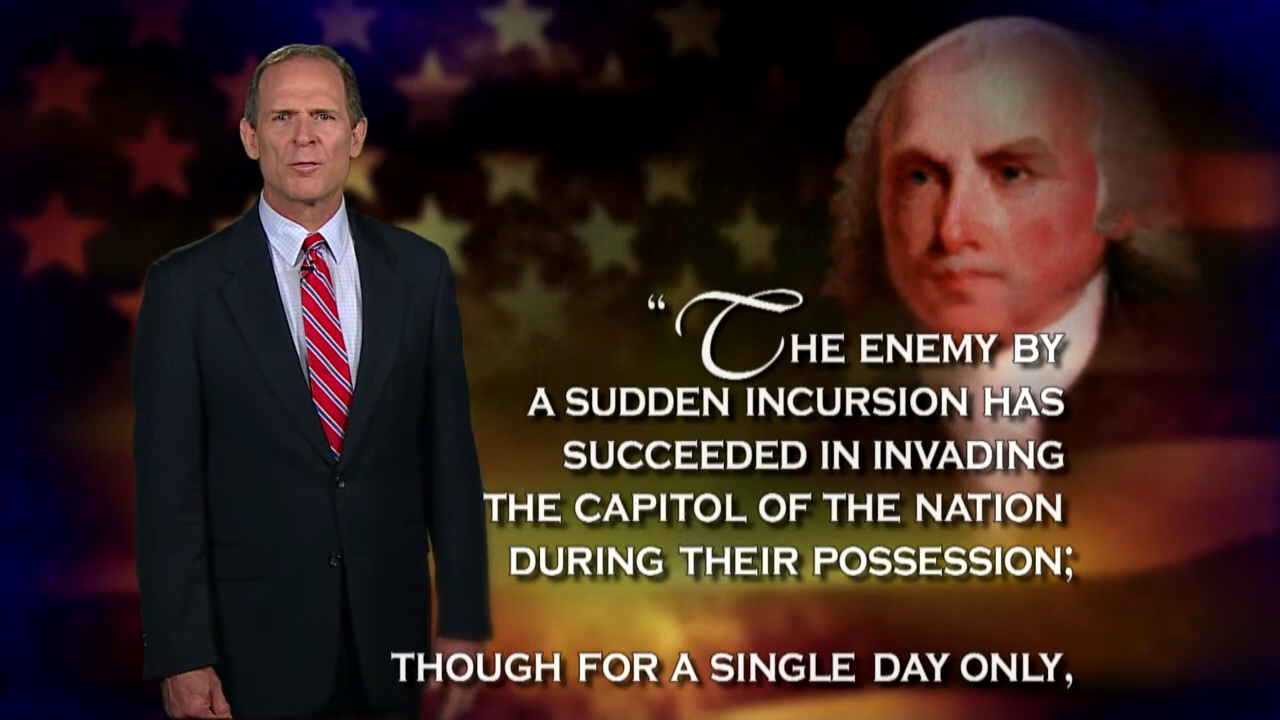 “THE ENEMY BY
A SUDDEN INCURSION HAS
SUCCEEDED IN INVADING
THE CAPITOL OF THE NATION
DURING THEIR POSSESSION;
THOUGH FOR A SINGLE DAY ONLY,